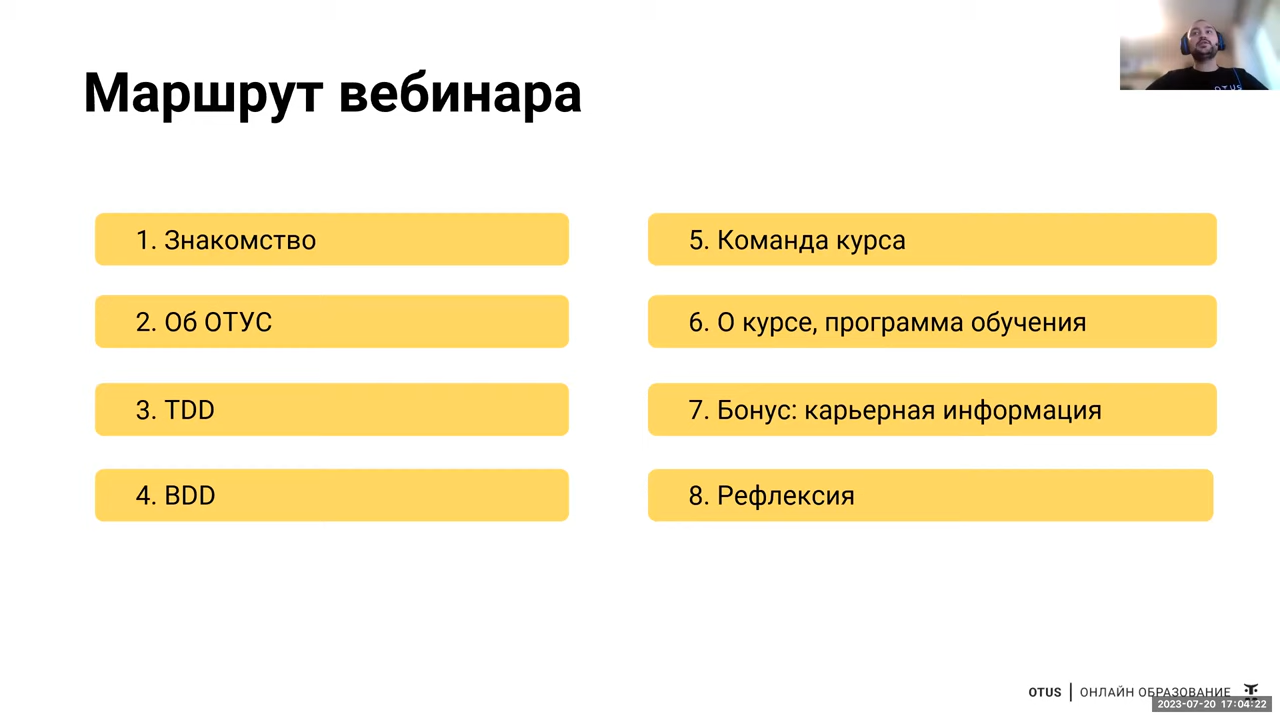 Маршрут вебинара
1. Знакомство
2. Об ОТУС
3. TDD
4. BDD
5. Команда курса
6. О курсе, программа обучения
7. Бонус: карьерная информация
8. Рефлексия
OTUS
OTUS | ОНЛАЙН ОБРАЗОВАНИЕ
2023-07-20 17:04:22